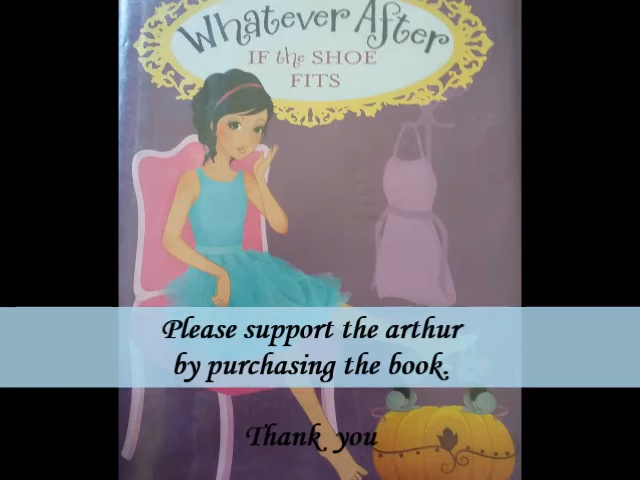 Whatever After
IF the SHOE
FITS
Please support the arthur
by purchasing the book.
Thank you